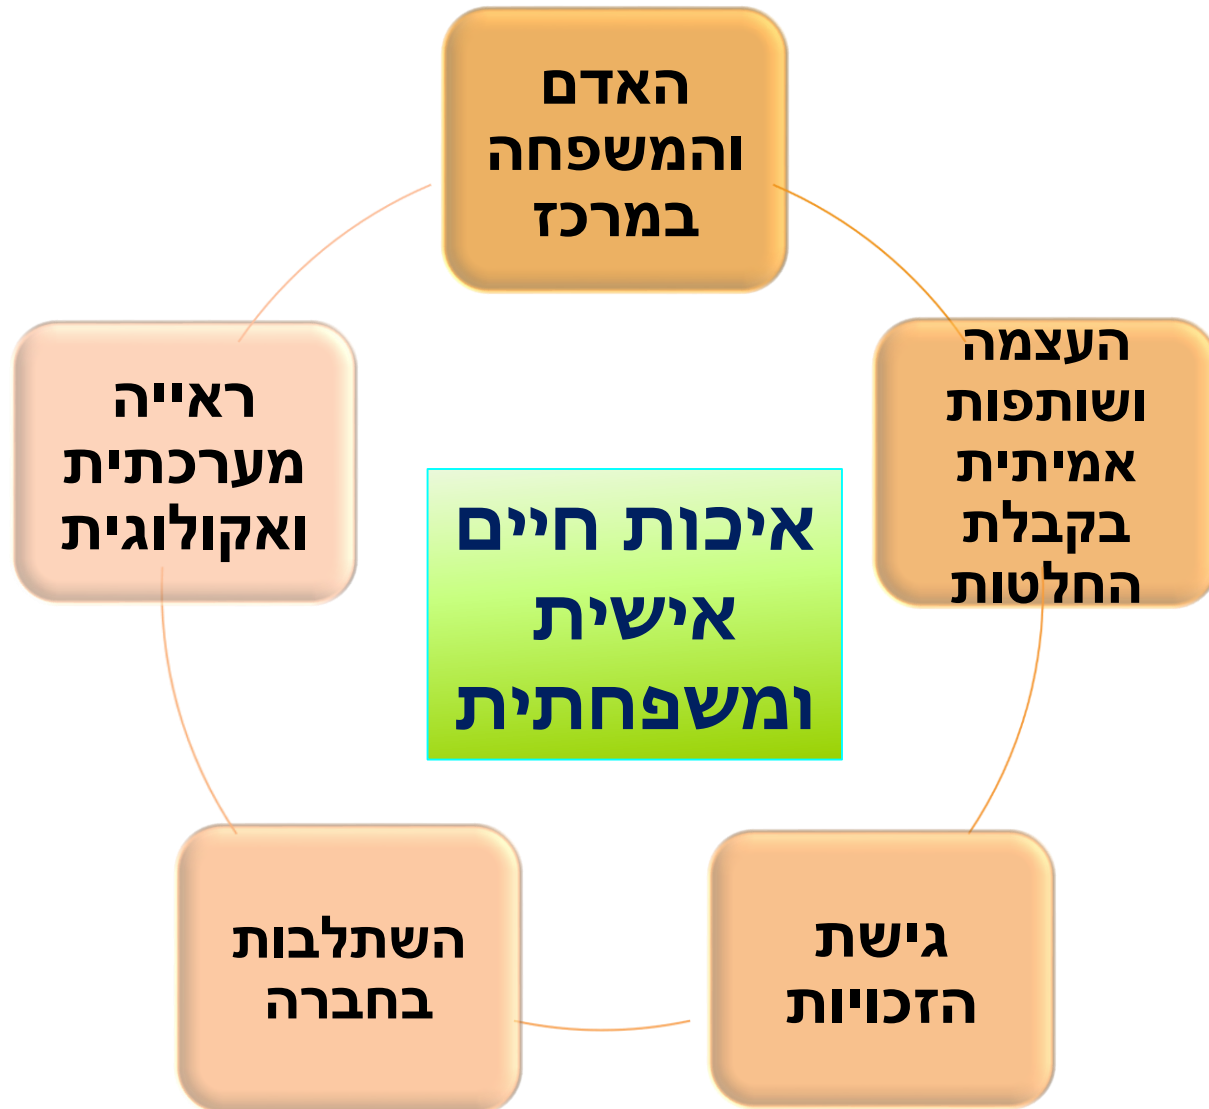 האדם
והמשפחה
במרכז
העצמה
ושותפות
אמיתית
בקבלת
החלטות
גישת
הזכויות
השתלבות
בחברה
ראייה
מערכתית
ואקולוגית
איכות חיים
אישית
ומשפחתית